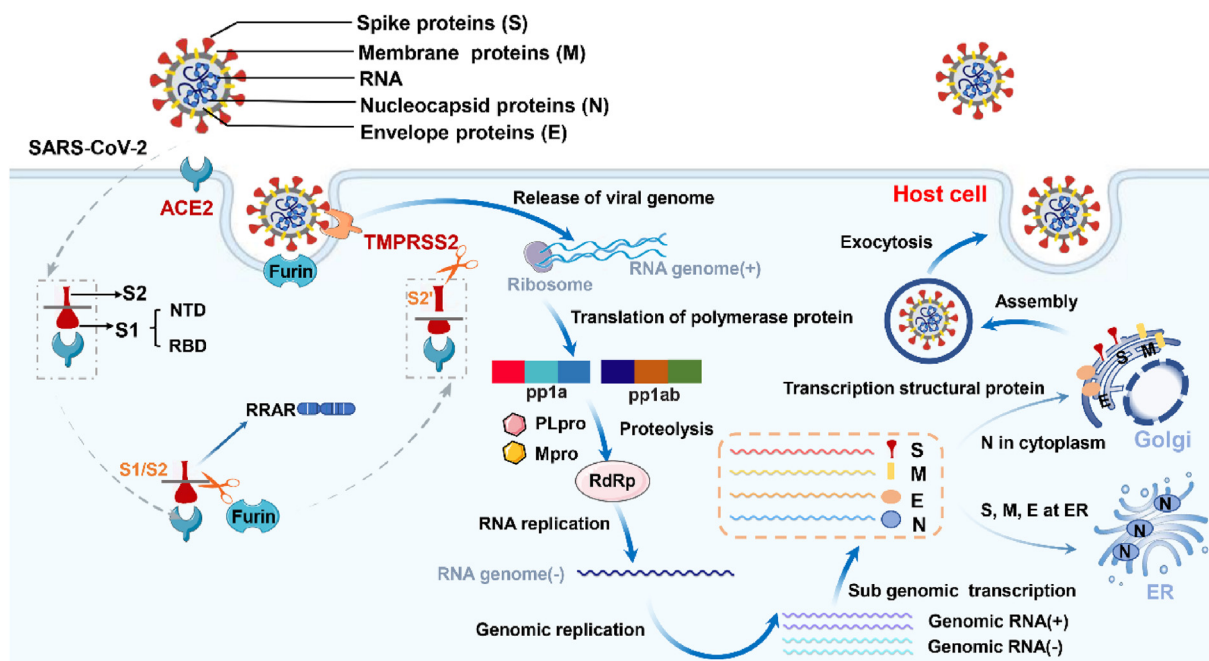 Spike proteins (S)
Membrane proteins (M)
RNA
Nucleocapsid proteins (N)
Envelope proteins (E)
SARS-CoV-2
ACE2
TMPRSS2
Furin
S2
S1
NTD
RBD
S2'
RRAR
S1/S2
Furin
Release of viral genome
Ribosome
RNA genome(+)
Translation of polymerase protein
pp1a
pp1ab
PLpro
Mpro
Proteolysis
RdRp
RNA replication
RNA genome(-)
Genomic replication
Genomic RNA(+)
Genomic RNA(-)
Sub genomic transcription
S
M
E
N
Transcription structural protein
N in cytoplasm
S, M, E at ER
S
M
E
Golgi
N
N
N
ER
Assembly
Exocytosis
Host cell